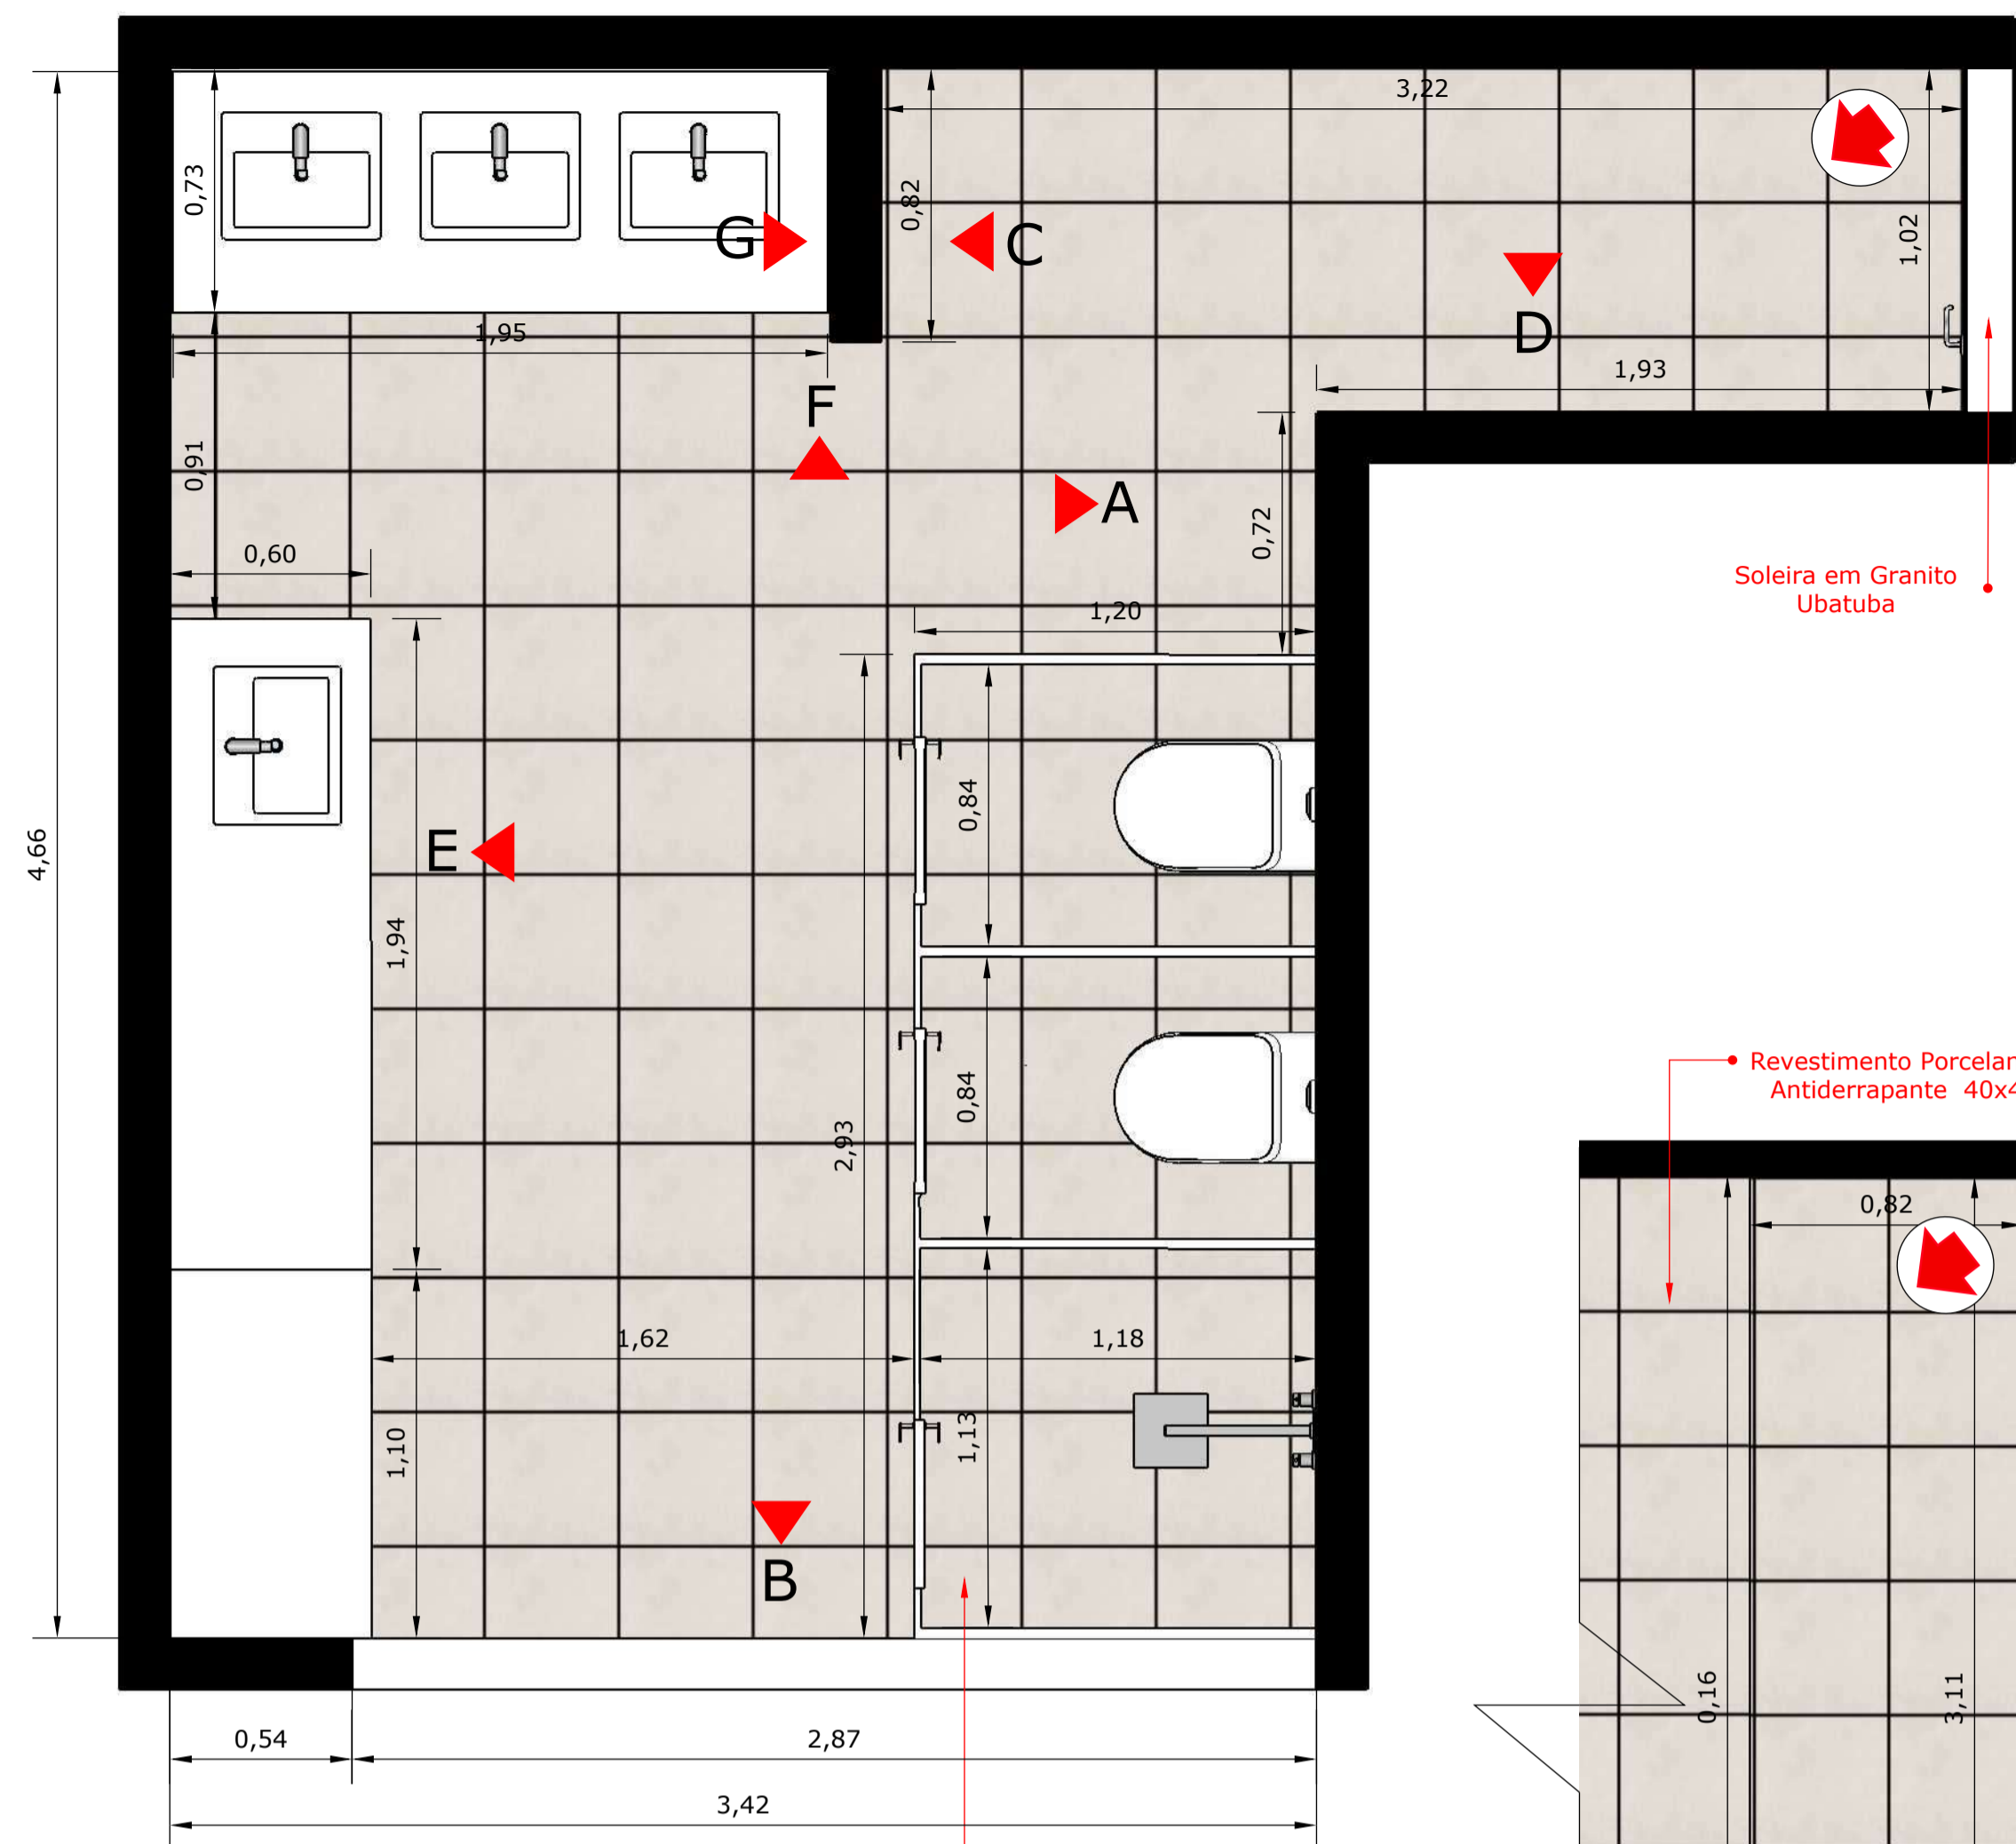 3,22
0,73
0,82
G
C
1,02
D
1,95
1,93
F
0,91
A
0,72
0,60
Soleira em Granito
Ubatuba
1,20
0,84
4,66
E
1,94
Revestimento
Antiderrapante
0,84
2,93
0,82
1,62
1,18
1,10
1,13
B
0,16
3,11
0,54
2,87
3,42